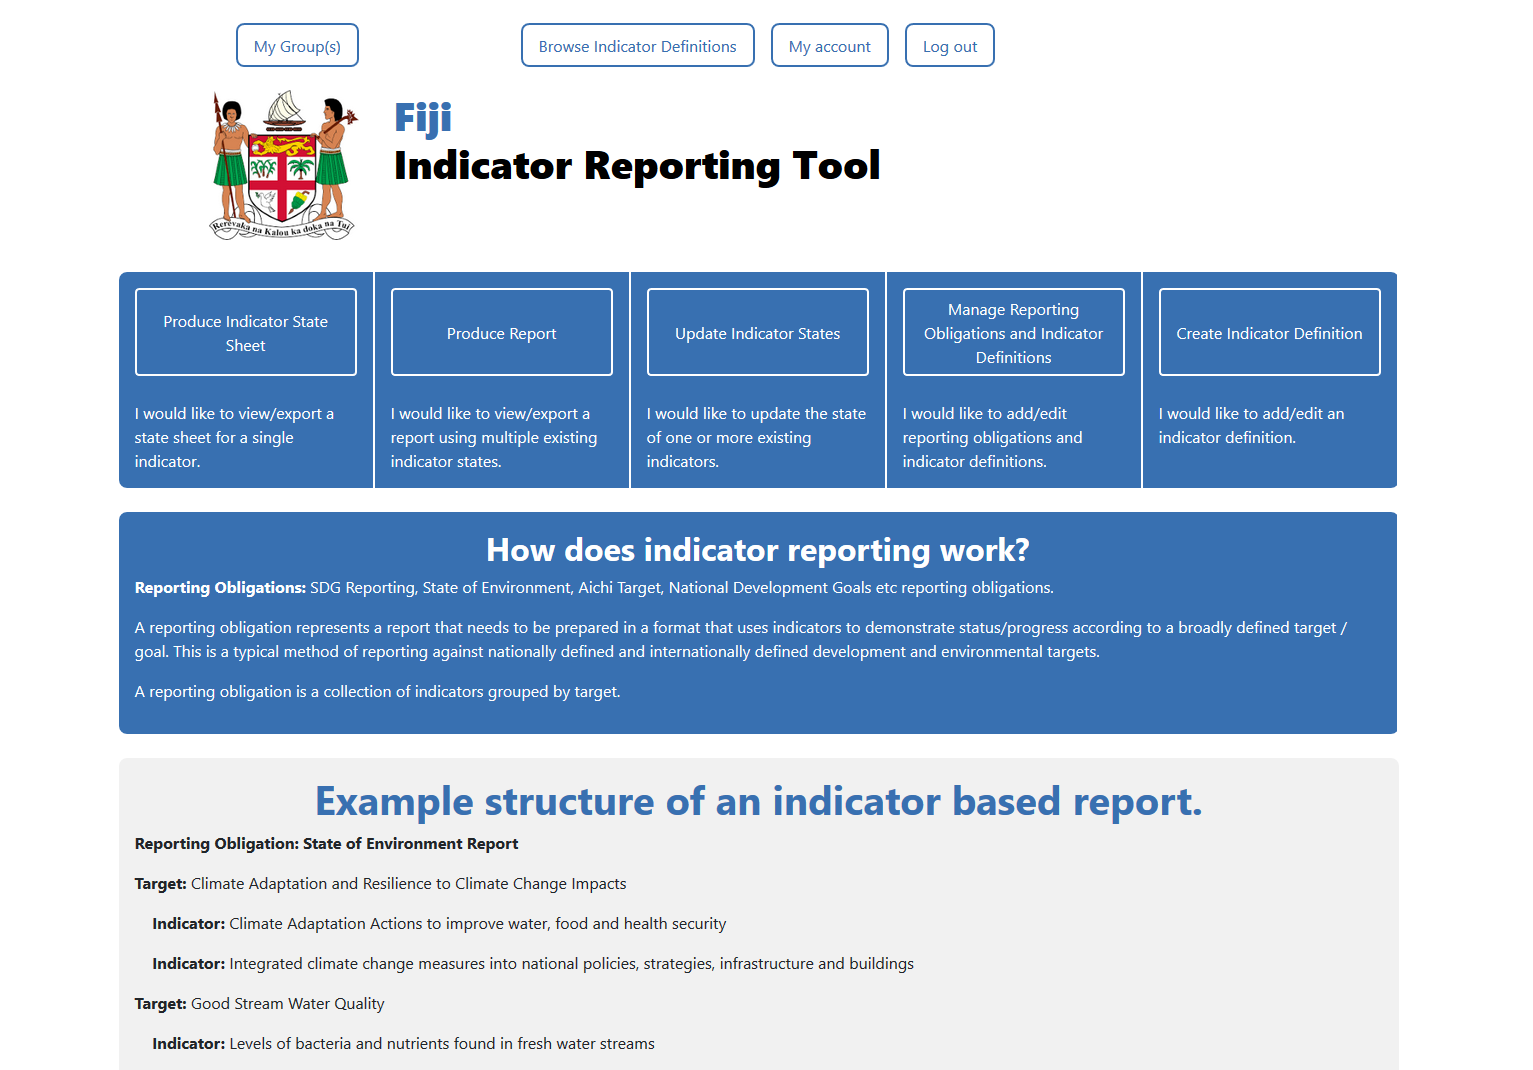 My Group(s)
Browse Indicator Definitions
My account
Log out
Fiji
Indicator Reporting Tool
Rerevaka na Kalou ka doka na Tui
Produce Indicator State
Sheet
I would like to view/export a
state sheet for a single
indicator.
Produce Report
I would like to view/export a
report using multiple existing
indicator states.
Update Indicator States
I would like to update the state
of one or more existing
indicators.
Manage Reporting
Obligations and Indicator
Definitions
I would like to add/edit
reporting obligations and
indicator definitions.
Create Indicator Definition
I would like to add/edit an
indicator definition.
How does indicator reporting work?
Reporting Obligations: SDG Reporting, State of Environment, Aichi Target, National Development Goals etc reporting obligations.
A reporting obligation represents a report that needs to be prepared in a format that uses indicators to demonstrate status/progress according to a broadly defined target /
goal. This is a typical method of reporting against nationally defined and internationally defined development and environmental targets.
A reporting obligation is a collection of indicators grouped by target.
Example structure of an indicator based report.
Reporting Obligation: State of Environment Report
Target: Climate Adaptation and Resilience to Climate Change Impacts
Indicator: Climate Adaptation Actions to improve water, food and health security
Indicator: Integrated climate change measures into national policies, strategies, infrastructure and buildings
Target: Good Stream Water Quality
Indicator: Levels of bacteria and nutrients found in fresh water streams